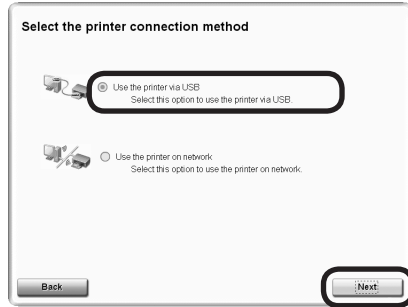 Select the printer connection method
Use the printer via USB
Select this option to use the printer via USB.
Use the printer on network
Select this option to use the printer on network.
Back
Next